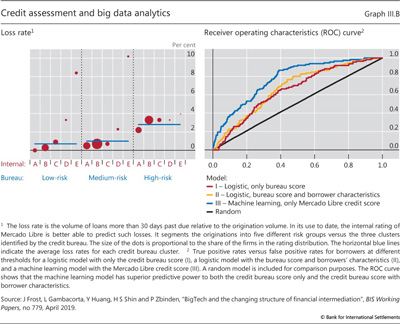 Credit assessment and big data analytics
Graph III.B
Loss rate1
Receiver operating characteristics (ROC) curve2
Per cent
10
8
6
4
2
0
Internal: A B C D E A B C D E A B C D E
Bureau: Low-risk Medium-risk High-risk
1.0
0.8
0.6
0.4
0.2
0.0
0.0 0.2 0.4 0.6 0.8 1.0
Model:
I – Logistic, only bureau score
II – Logistic, bureau score and borrower characteristics
III – Machine learning, only Mercado Libre credit score
Random
1 The loss rate is the volume of loans more than 30 days past due relative to the origination volume. In its use to date, the internal rating of
Mercado Libre is better able to predict such losses. It segments the originations into five different risk groups versus the three clusters
identified by the credit bureau. The size of the dots is proportional to the share of the firms in the rating distribution. The horizontal blue lines
indicate the average loss rates for each credit bureau cluster. 2 True positive rates versus false positive rates for borrowers at different
thresholds for a logistic model with only the credit bureau score (I), a logistic model with the bureau score and borrowers' characteristics (II),
and a machine learning model with the Mercado Libre credit score (III). A random model is included for comparison purposes. The ROC curve
shows that the machine learning model has superior predictive power to both the credit bureau score only and the credit bureau score with
borrower characteristics.
Source: J Frost, L Gambacorta, Y Huang, H S Shin and P Zbinden, "BigTech and the changing structure of financial intermediation", BIS Working
Papers, no 779, April 2019.
© Bank for International Settlements